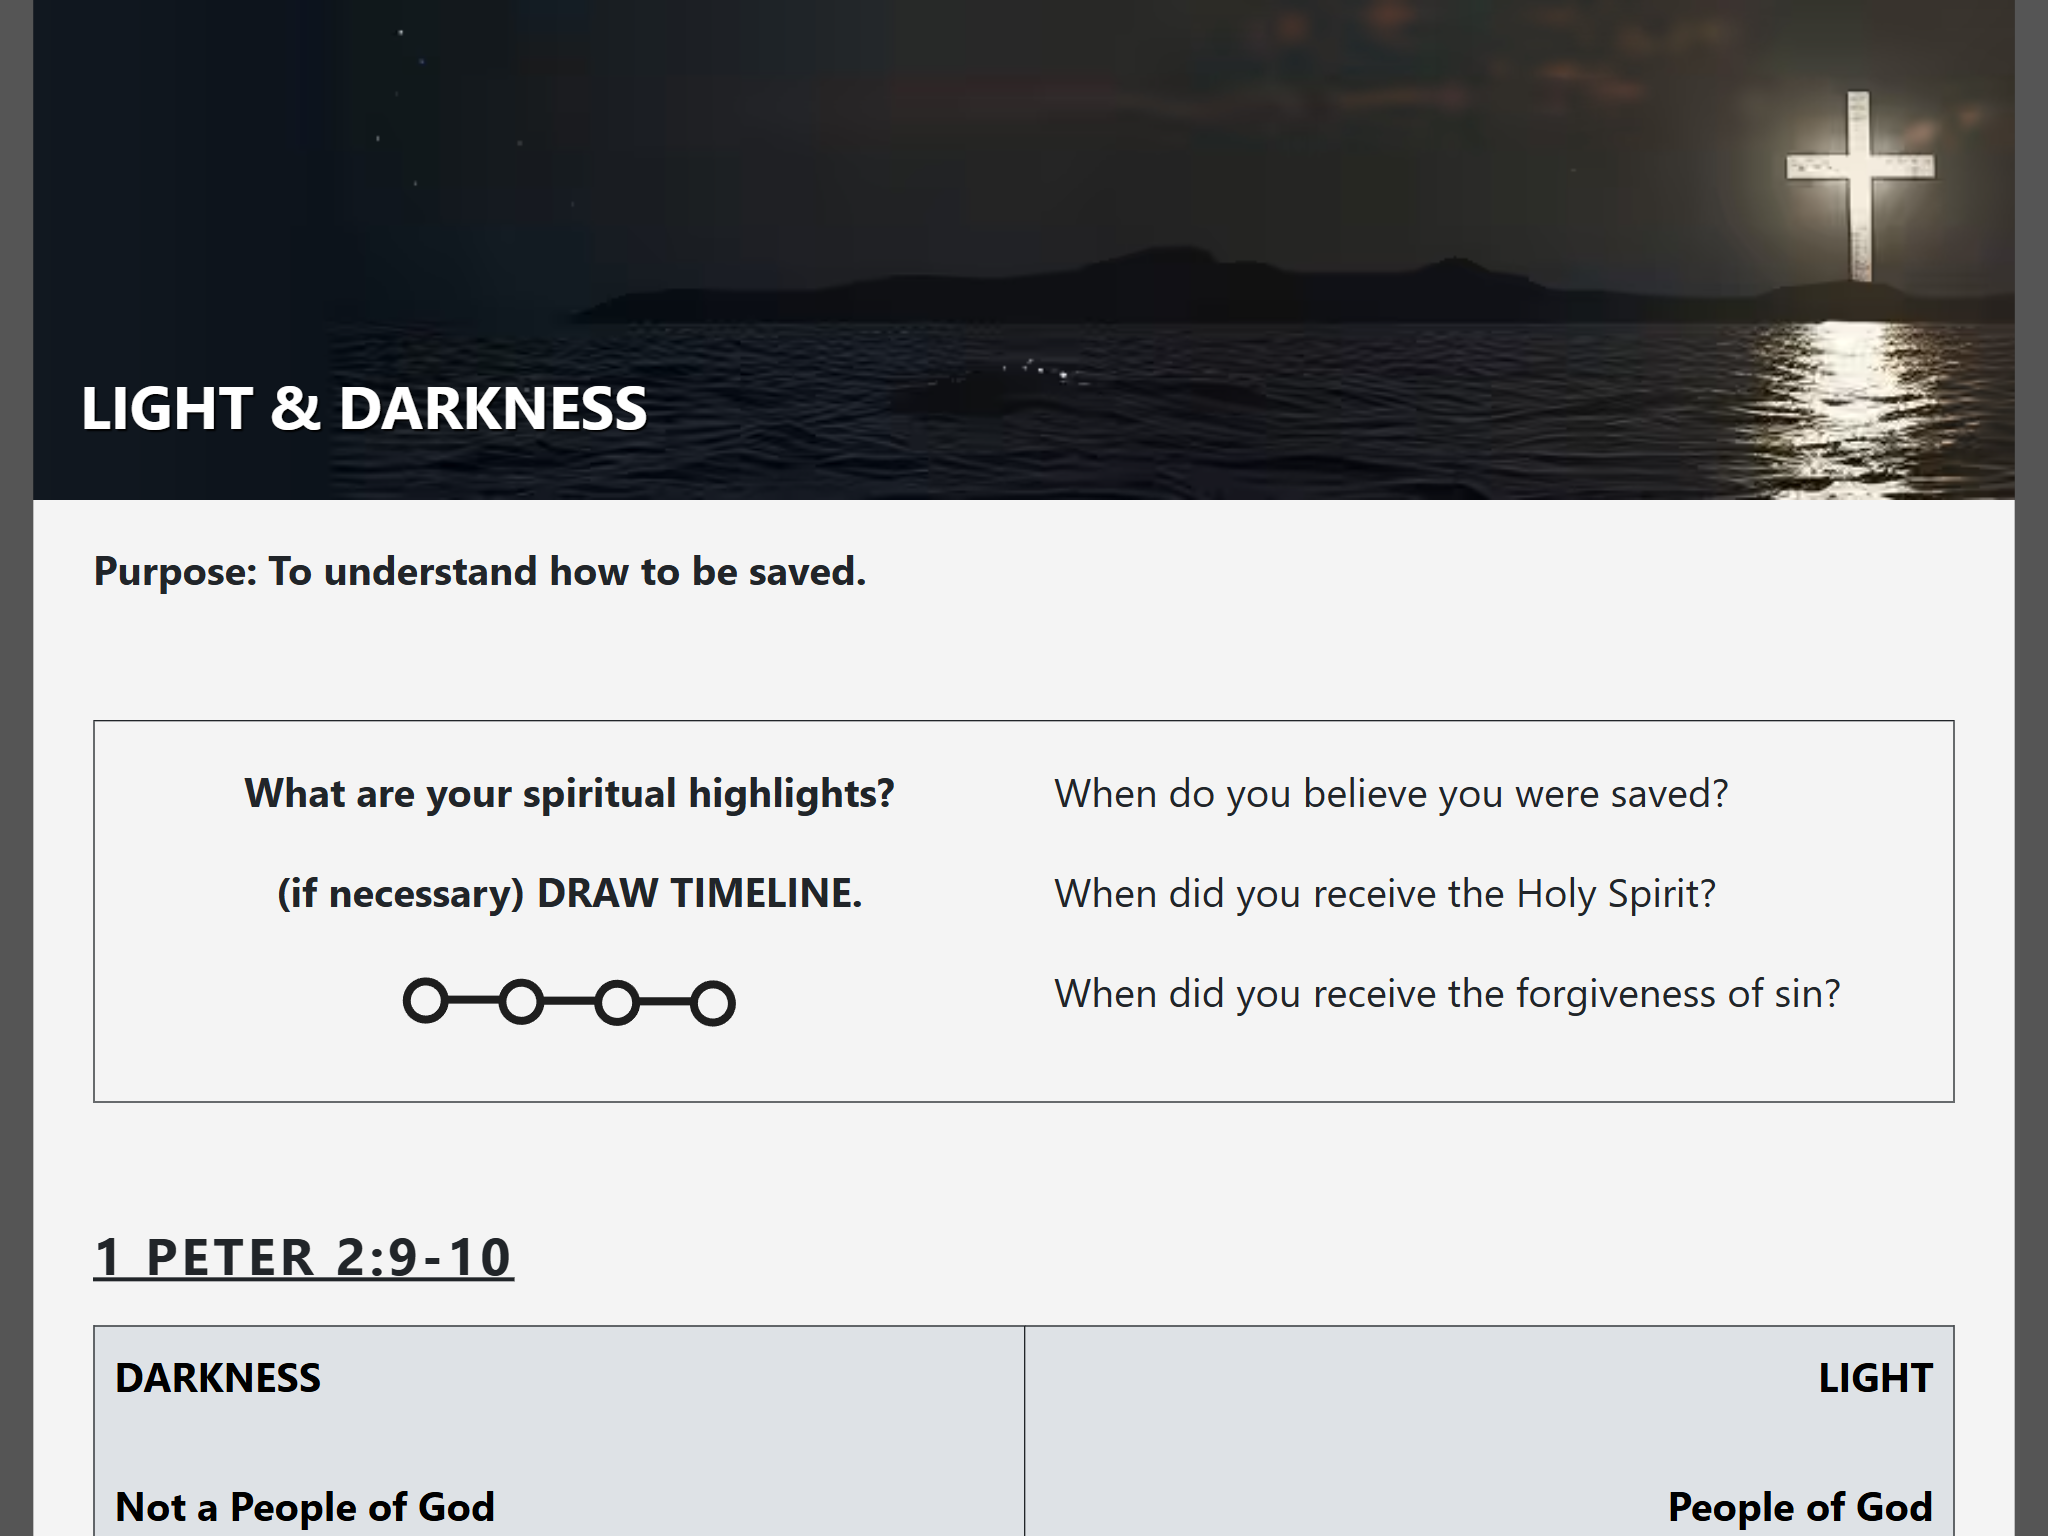 LIGHT & DARKNESS
Purpose: To understand how to be saved.
What are your spiritual highlights?
(if necessary) DRAW TIMELINE.
When do you believe you were saved?
When did you receive the Holy Spirit?
When did you receive the forgiveness of sin?
1 PETER 2:9-10
DARKNESS
LIGHT
Not a People of God
People of God